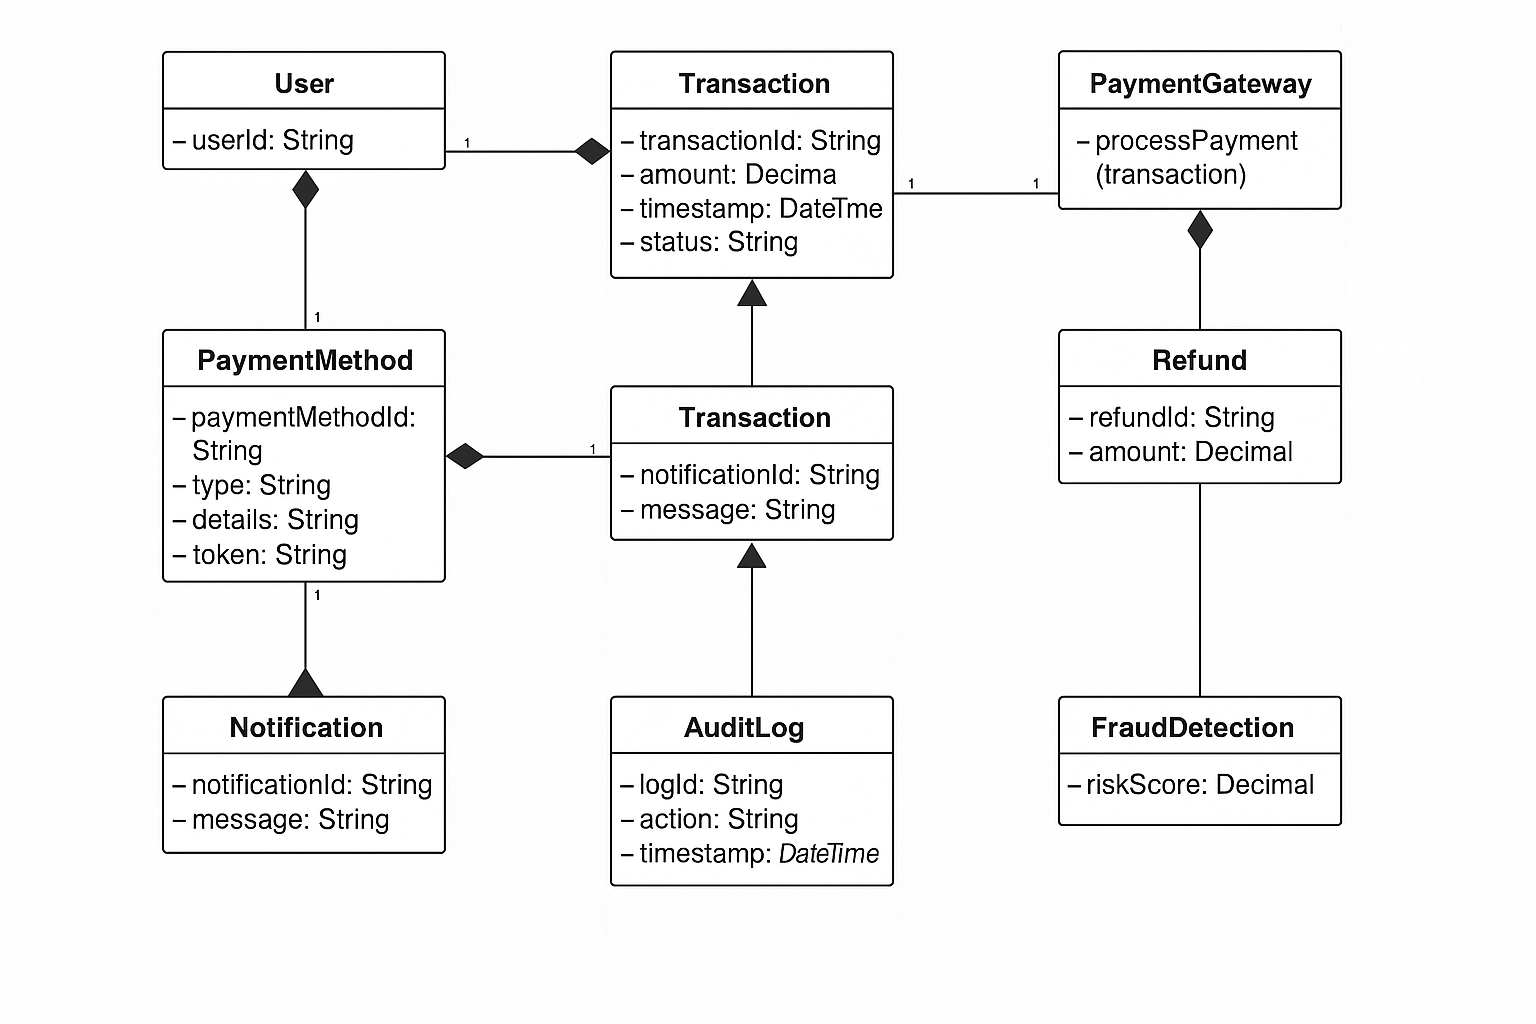 User
– userId: String
1
1
Transaction
– transactionId: String
– amount: Decima
– timestamp: DateTme
– status: String
1
1
PaymentGateway
– processPayment
(transaction)
PaymentMethod
– paymentMethodId:
String
– type: String
– details: String
– token: String
1
1
Transaction
– notificationId: String
– message: String
Refund
– refundId: String
– amount: Decimal
Notification
– notificationId: String
– message: String
AuditLog
– logId: String
– action: String
– timestamp: DateTime
FraudDetection
– riskScore: Decimal